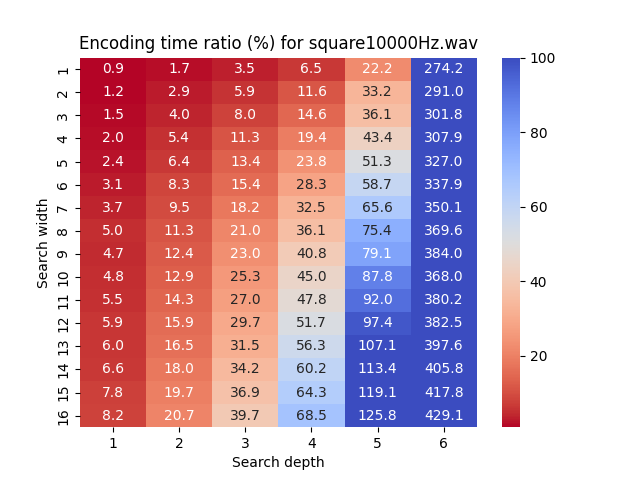 Encoding time ratio (%) for square10000Hz.wav
1 0.9 1.7 3.5 6.5 22.2 274.2
2 1.2 2.9 5.9 11.6 33.2 291.0
3 1.5 4.0 8.0 14.6 36.1 301.8
4 2.0 5.4 11.3 19.4 43.4 307.9
5 2.4 6.4 13.4 23.8 51.3 327.0
6 3.1 8.3 15.4 28.3 58.7 337.9
7 3.7 9.5 18.2 32.5 65.6 350.1
8 5.0 11.3 21.0 36.1 75.4 369.6
9 4.7 12.4 23.0 40.8 79.1 384.0
10 4.8 12.9 25.3 45.0 87.8 368.0
11 5.5 14.3 27.0 47.8 92.0 380.2
12 5.9 15.9 29.7 51.7 97.4 382.5
13 6.0 16.5 31.5 56.3 107.1 397.6
14 6.6 18.0 34.2 60.2 113.4 405.8
15 7.8 19.7 36.9 64.3 119.1 417.8
16 8.2 20.7 39.7 68.5 125.8 429.1
1 2 3 4 5 6
Search depth
Search width
100
80
60
40
20